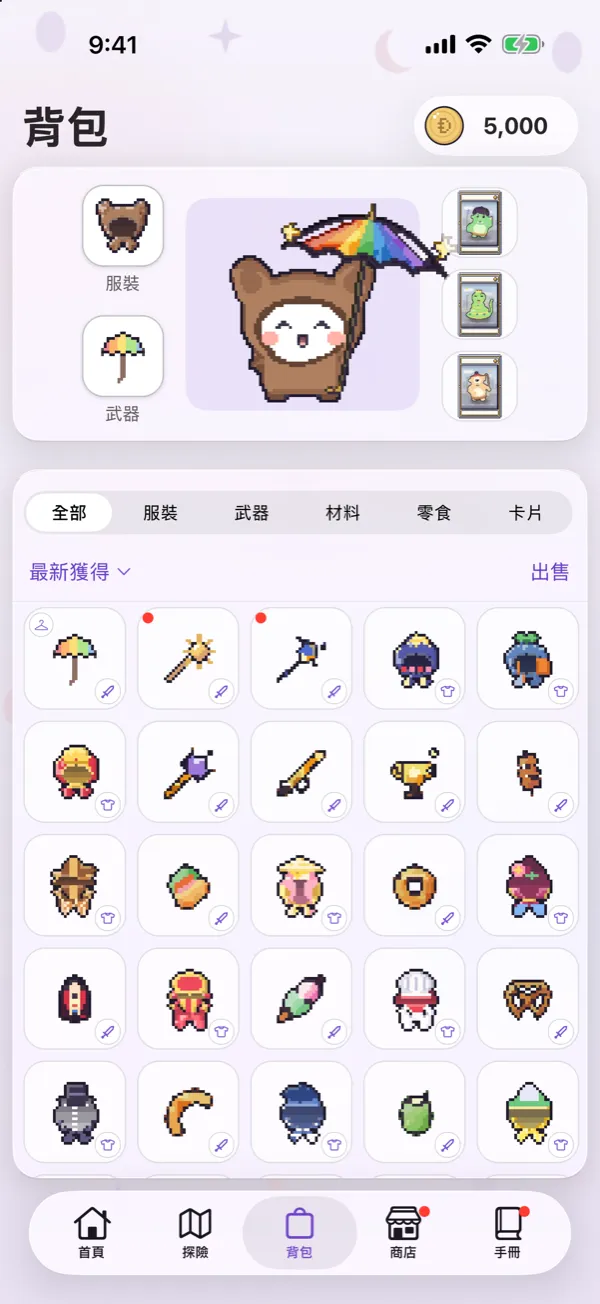 9:41
背包
5,000
服裝
武器
全部
服裝
武器
材料
零食
卡片
最新獲得
出售
首頁
探險
背包
商店
手冊